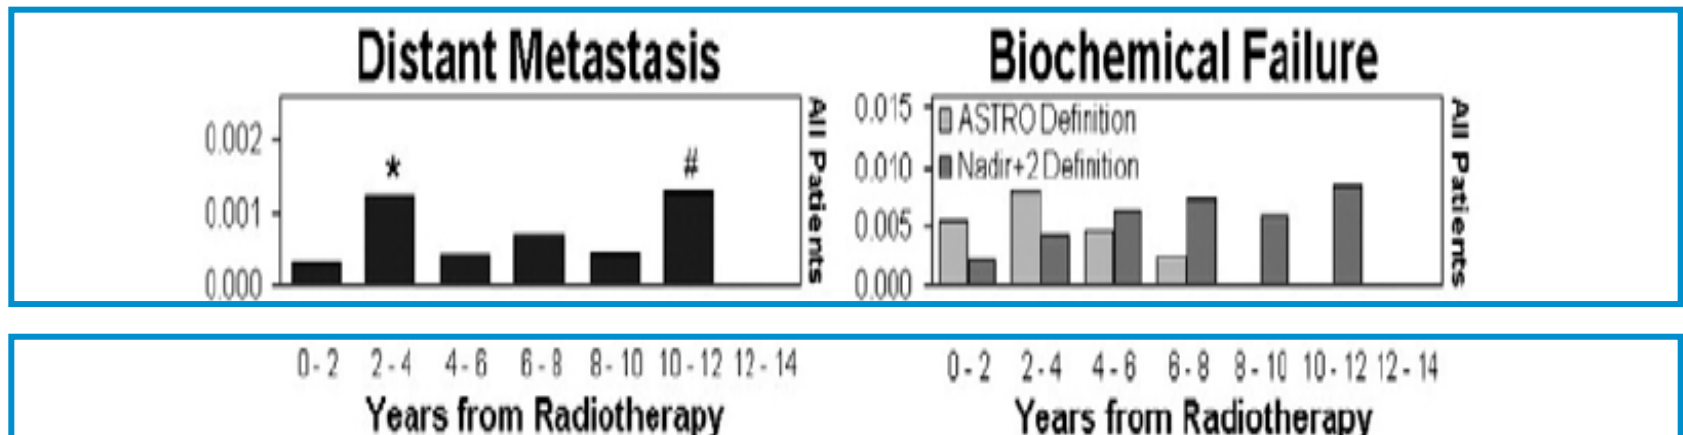 Distant Metastasis
0.002
0.001
0.000
*
#
All Patients
Biochemical Failure
0.015
0.010
0.005
0.000
ASTRO Definition
Nadir+2 Definition
All Patients
0 - 2 2 - 4 4 - 6 6 - 8 8 - 10 10 - 12 12 - 14
Years from Radiotherapy
0 - 2 2 - 4 4 - 6 6 - 8 8 - 10 10 - 12 12 - 14
Years from Radiotherapy